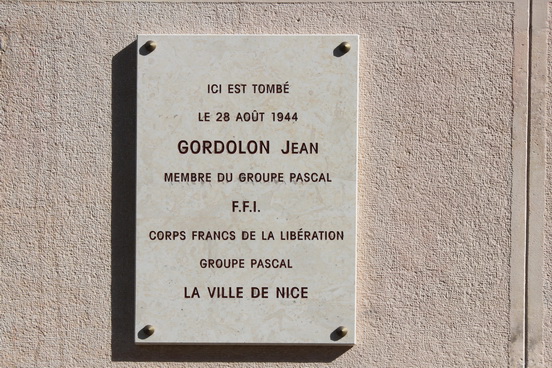 ICI EST TOMBÉ
LE 28 AOÛT 1944
GORDOLON JEAN
MEMBRE DU GROUPE PASCAL
F.F.I.
CORPS FRANCS DE LA LIBÉRATION
GROUPE PASCAL
LA VILLE DE NICE